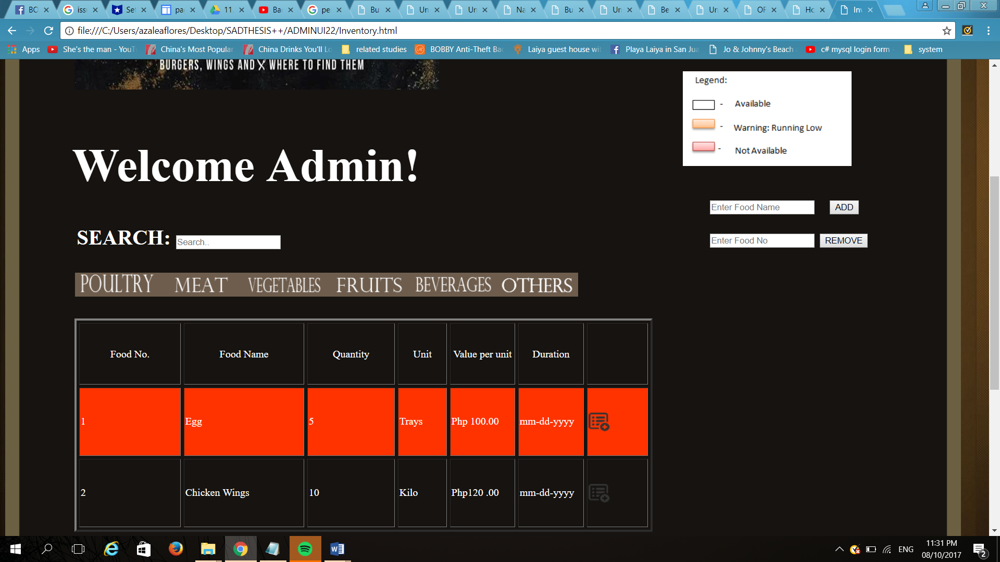 BO
iss
Set
pa
11.
Ba
pe
Bu
Un
Un
Na
Bu
Un
Be
Un
OF
Ho
Inv
file:///C:/Users/azaleaflores/Desktop/SADTHESIS++/ADMINUI22/Inventory.html
Apps
She's the man - YouT
China's Most Popular
China Drinks You'll Lo
related studies
BOBBY Anti-Theft Bac
Laiya guest house wit
Playa Laiya in San Jua
Jo & Johnny's Beach
c# mysql login form -
system
BURGERS, WINGS AND X WHERE TO FIND THEM
Legend:
- Available
- Warning: Running Low
- Not Available
Welcome Admin!
Enter Food Name ADD
SEARCH: Search..
Enter Food No REMOVE
POULTRY MEAT VEGETABLES FRUITS BEVERAGES OTHERS
Food No. Food Name Quantity Unit Value per unit Duration
1 Egg 5 Trays Php 100.00 mm-dd-yyyy
2 Chicken Wings 10 Kilo Php120 .00 mm-dd-yyyy
ENG
11:31 PM
08/10/2017
2